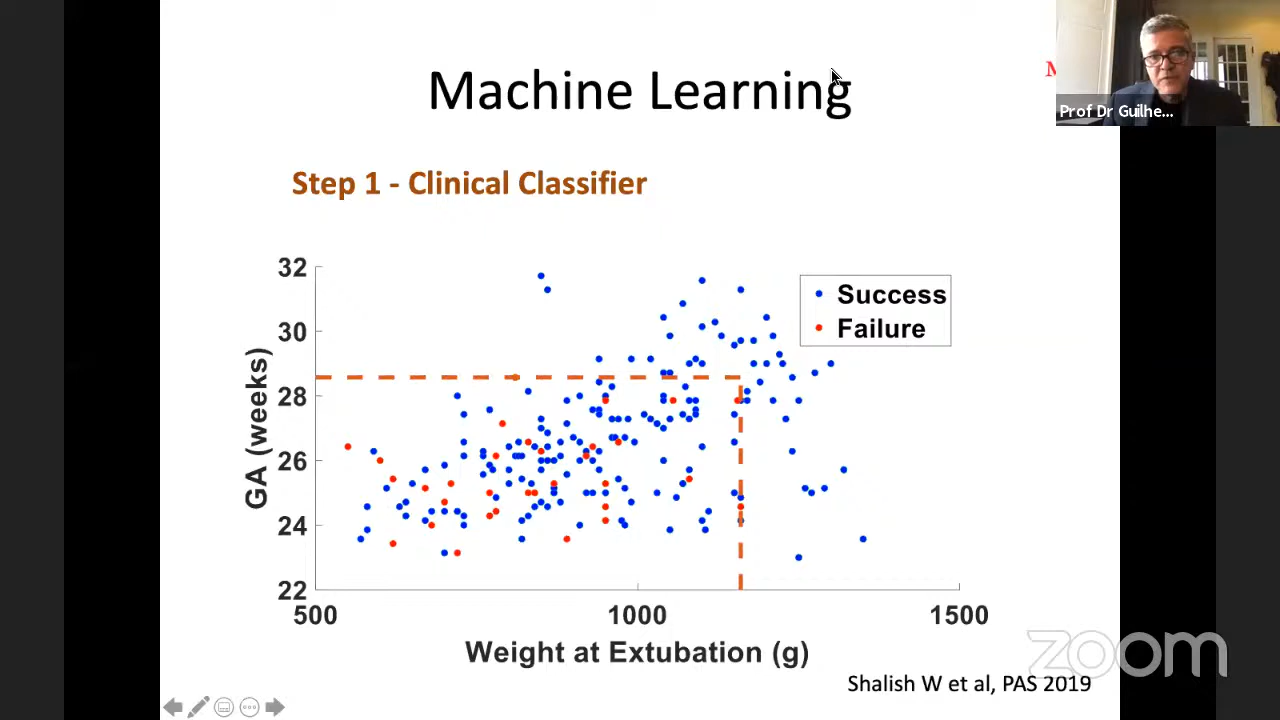 Machine Learning
M
Prof Dr Guilhe...
Step 1 - Clinical Classifier
32
30
28
26
24
22
GA (weeks)
Success
Failure
500
1000
1500
Weight at Extubation (g)
zoom
Shalish W et al, PAS 2019